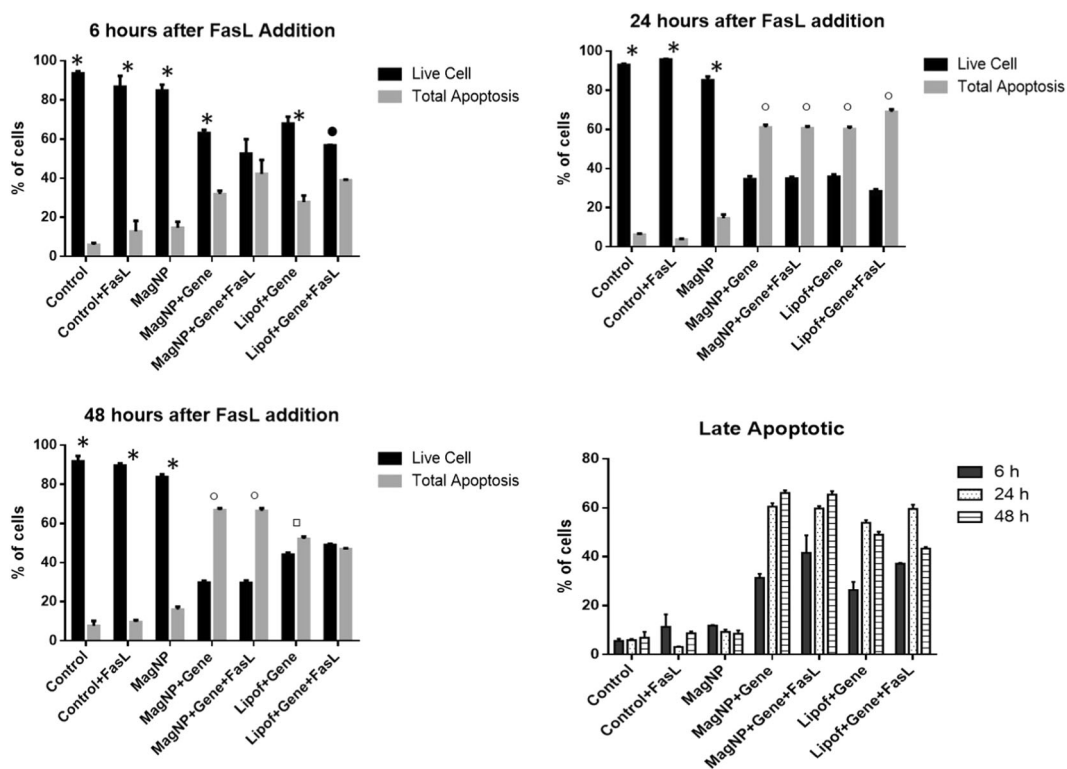 6 hours after FasL Addition
100
80
60
40
20
0
% of cells
* * * * * ●
Live Cell
Total Apoptosis
Control
Control+FasL
MagNP
MagNP+Gene
MagNP+Gene+FasL
Lipof+Gene
Lipof+Gene+FasL
24 hours after FasL addition
100
80
60
40
20
0
% of cells
* * * ○ ○ ○ ○
Live Cell
Total Apoptosis
Control
Control+FasL
MagNP
MagNP+Gene
MagNP+Gene+FasL
Lipof+Gene
Lipof+Gene+FasL
48 hours after FasL addition
100
80
60
40
20
0
% of cells
* * * ○ ○ □
Live Cell
Total Apoptosis
Control
Control+FasL
MagNP
MagNP+Gene
MagNP+Gene+FasL
Lipof+Gene
Lipof+Gene+FasL
Late Apoptotic
80
60
40
20
0
% of cells
6 h
24 h
48 h
Control
Control+FasL
MagNP
MagNP+Gene
MagNP+Gene+FasL
Lipof+Gene
Lipof+Gene+FasL